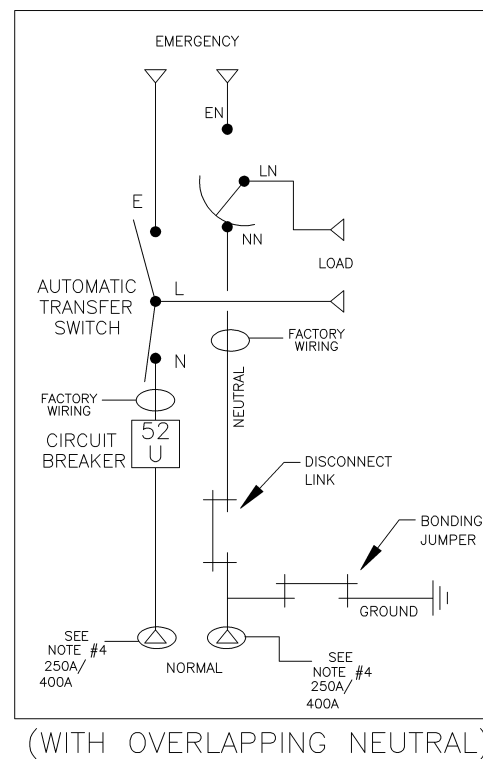 EMERGENCY
EN
LN
E
NN
LOAD
AUTOMATIC
TRANSFER
SWITCH
L
N
FACTORY
WIRING
NEUTRAL
FACTORY
WIRING
CIRCUIT
BREAKER
52
U
DISCONNECT
LINK
BONDING
JUMPER
GROUND
SEE
NOTE #4
250A/
400A
NORMAL
SEE
NOTE #4
250A/
400A
(WITH OVERLAPPING NEUTRAL)